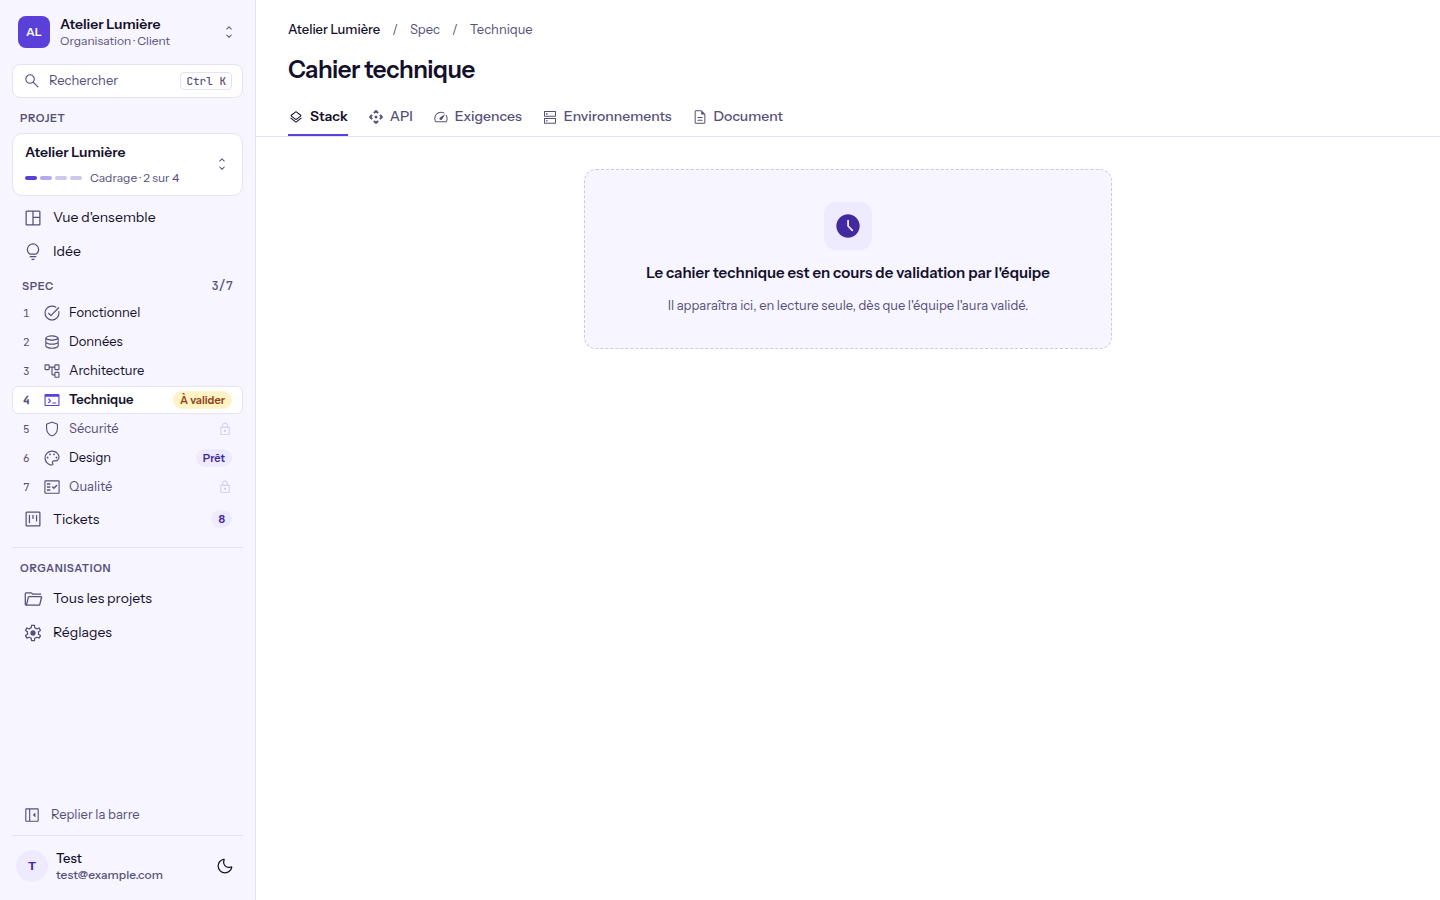 AL
Atelier Lumière
Organisation · Client
Rechercher
Ctrl K
PROJET
Atelier Lumière
Cadrage · 2 sur 4
Vue d'ensemble
Idée
SPEC 3/7
1 Fonctionnel
2 Données
3 Architecture
4 Technique À valider
5 Sécurité
6 Design Prêt
7 Qualité
Tickets 8
ORGANISATION
Tous les projets
Réglages
Replier la barre
T
Test
test@example.com
Atelier Lumière / Spec / Technique
Cahier technique
Stack API Exigences Environnements Document
Le cahier technique est en cours de validation par l'équipe
Il apparaîtra ici, en lecture seule, dès que l'équipe l'aura validé.